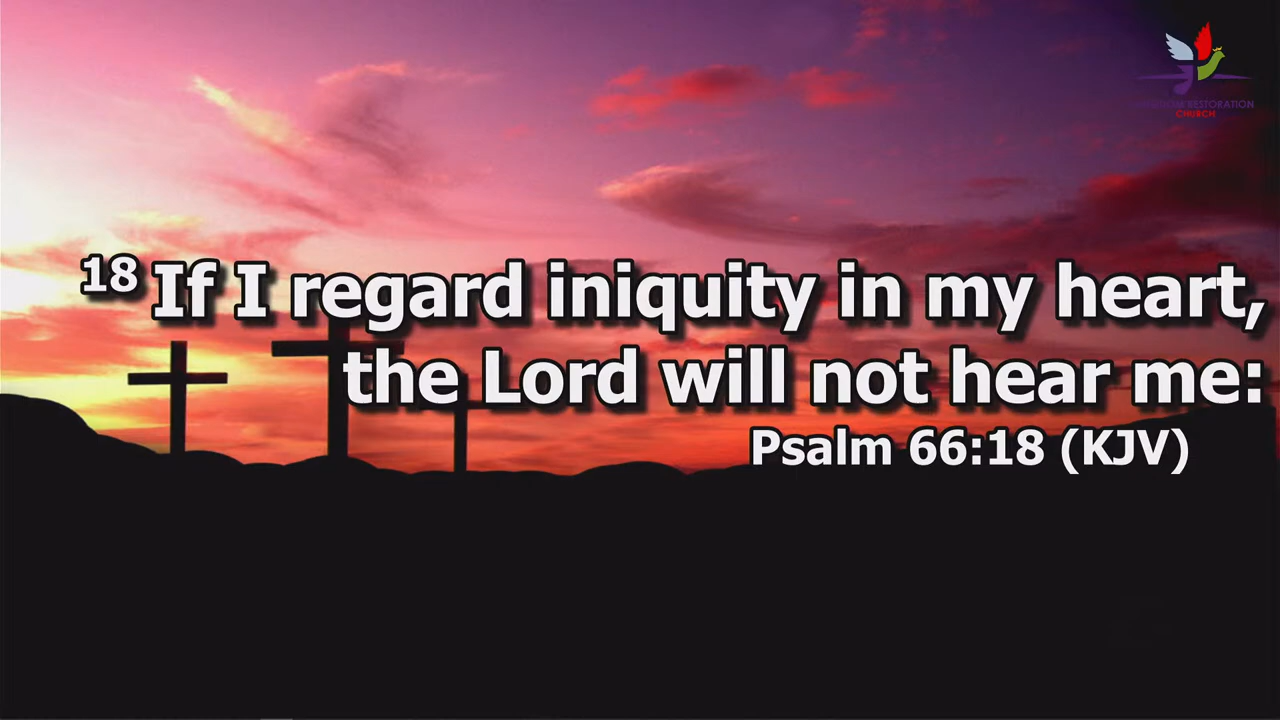 RESTORATION
CHURCH
18 If I regard iniquity in my heart,
the Lord will not hear me:
Psalm 66:18 (KJV)